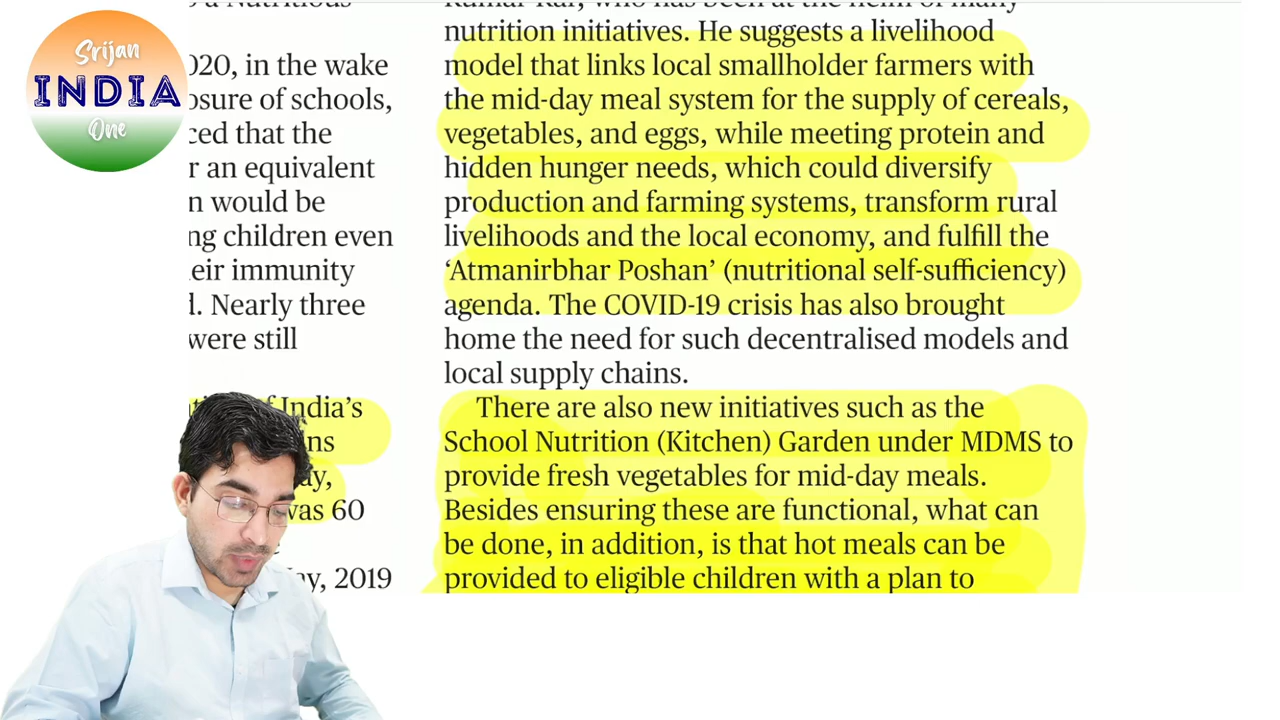 Srijan
INDIA
One
020, in the wake
osure of schools,
ced that the
r an equivalent
n would be
ng children even
eir immunity
d. Nearly three
were still
of India's
ins
was 60
2019
nutrition initiatives. He suggests a livelihood
model that links local smallholder farmers with
the mid-day meal system for the supply of cereals,
vegetables, and eggs, while meeting protein and
hidden hunger needs, which could diversify
production and farming systems, transform rural
livelihoods and the local economy, and fulfill the
‘Atmanirbhar Poshan’ (nutritional self-sufficiency)
agenda. The COVID-19 crisis has also brought
home the need for such decentralised models and
local supply chains.
There are also new initiatives such as the
School Nutrition (Kitchen) Garden under MDMS to
provide fresh vegetables for mid-day meals.
Besides ensuring these are functional, what can
be done, in addition, is that hot meals can be
provided to eligible children with a plan to